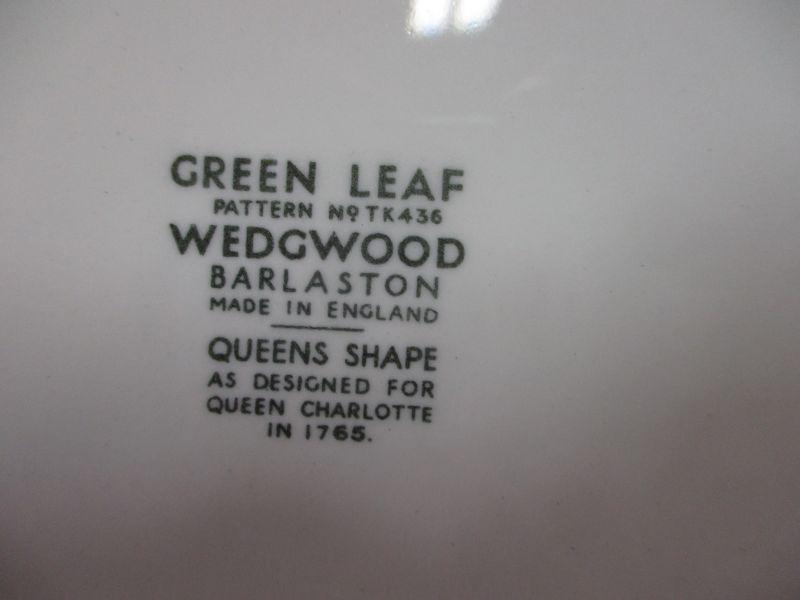 GREEN LEAF
PATTERN Nº TK436
WEDGWOOD
BARLASTON
MADE IN ENGLAND
QUEENS SHAPE
AS DESIGNED FOR
QUEEN CHARLOTTE
IN 1765.